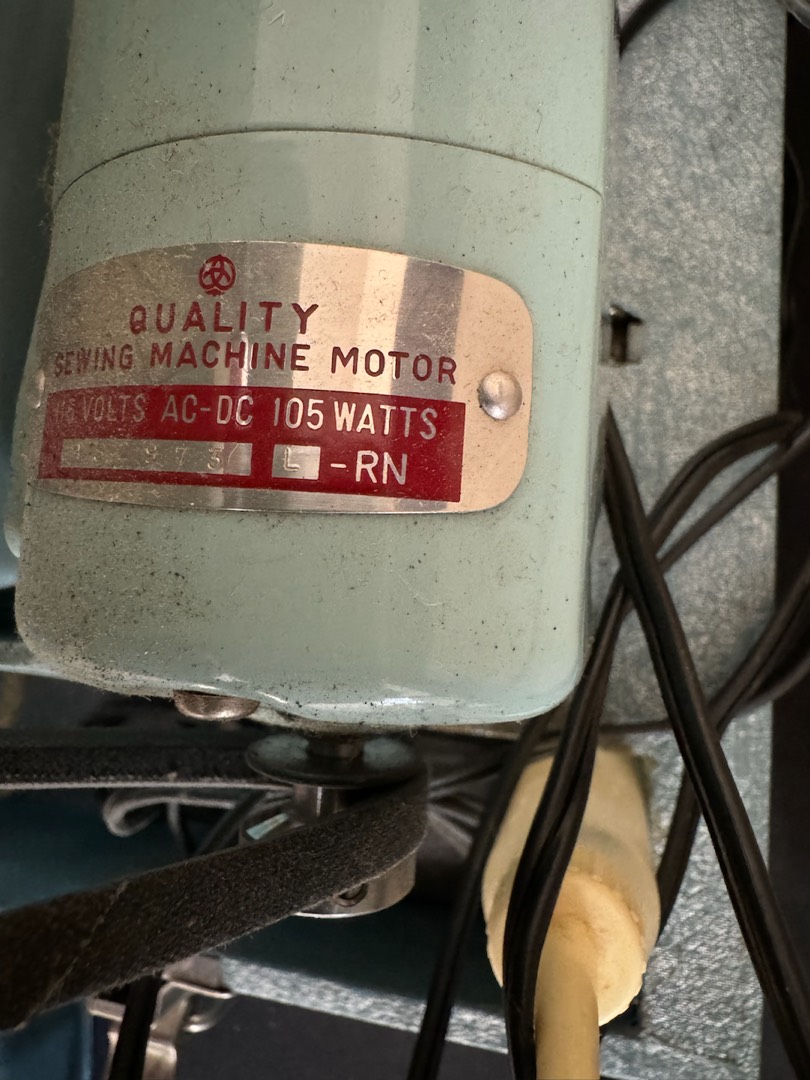 QUALITY
SEWING MACHINE MOTOR
VOLTS AC-DC 105 WATTS
L -RN